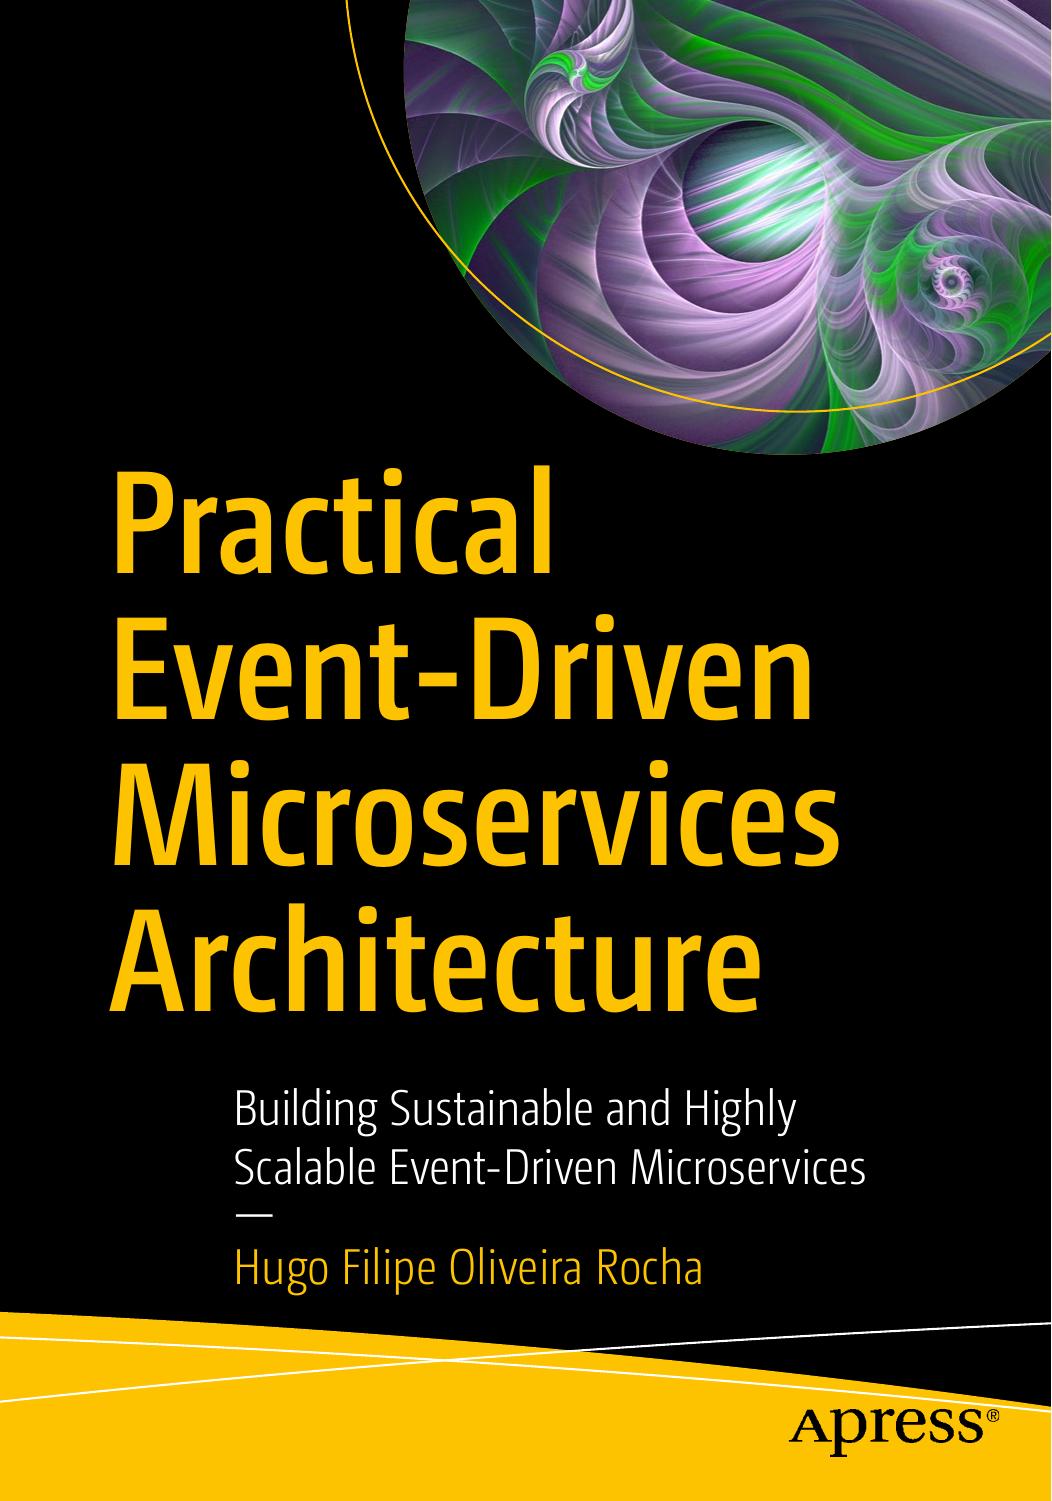 Practical
Event-Driven
Microservices
Architecture
Building Sustainable and Highly
Scalable Event-Driven Microservices
—
Hugo Filipe Oliveira Rocha
Apress®